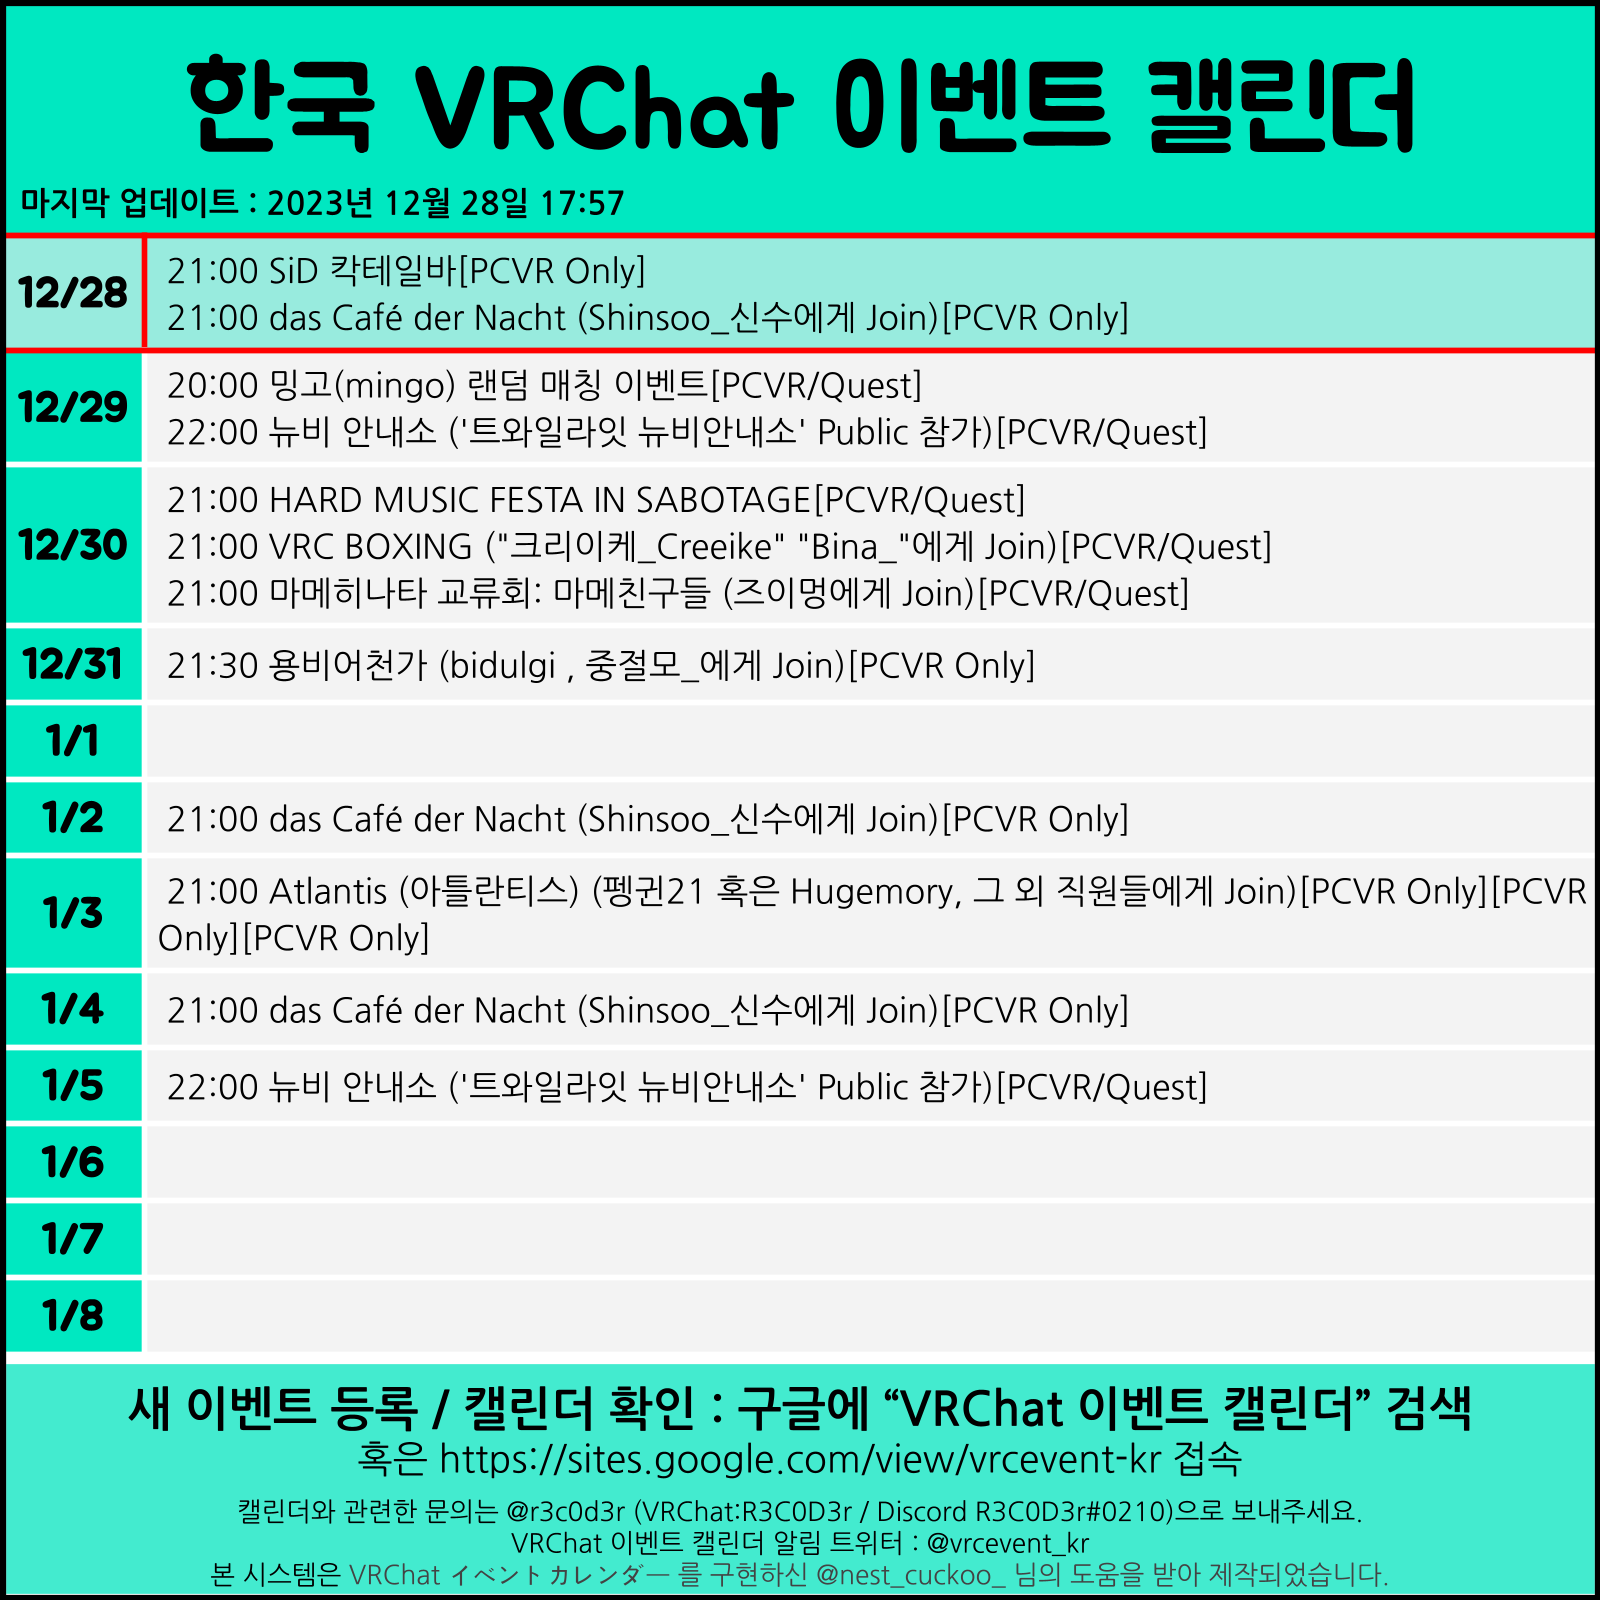 한국 VRChat 이벤트 캘린더
마지막 업데이트 : 2023년 12월 28일 17:57
12/28
21:00 SiD 칵테일바[PCVR Only]
21:00 das Café der Nacht (Shinsoo_신수에게 Join)[PCVR Only]
12/29
20:00 밍고(mingo) 랜덤 매칭 이벤트[PCVR/Quest]
22:00 뉴비 안내소 ('트와일라잇 뉴비안내소' Public 참가)[PCVR/Quest]
12/30
21:00 HARD MUSIC FESTA IN SABOTAGE[PCVR/Quest]
21:00 VRC BOXING ("크리이케_Creeike" "Bina_"에게 Join)[PCVR/Quest]
21:00 마메히나타 교류회: 마메친구들 (즈이멍에게 Join)[PCVR/Quest]
12/31
21:30 용비어천가 (bidulgi , 중절모_에게 Join)[PCVR Only]
1/1
1/2
21:00 das Café der Nacht (Shinsoo_신수에게 Join)[PCVR Only]
1/3
21:00 Atlantis (아틀란티스) (펭귄21 혹은 Hugemory, 그 외 직원들에게 Join)[PCVR Only][PCVR
Only][PCVR Only]
1/4
21:00 das Café der Nacht (Shinsoo_신수에게 Join)[PCVR Only]
1/5
22:00 뉴비 안내소 ('트와일라잇 뉴비안내소' Public 참가)[PCVR/Quest]
1/6
1/7
1/8
새 이벤트 등록 / 캘린더 확인 : 구글에 “VRChat 이벤트 캘린더” 검색
혹은 https://sites.google.com/view/vrcevent-kr 접속
캘린더와 관련한 문의는 @r3c0d3r (VRChat:R3C0D3r / Discord R3C0D3r#0210)으로 보내주세요.
VRChat 이벤트 캘린더 알림 트위터 : @vrcevent_kr
본 시스템은 VRChat イベントカレンダー 를 구현하신 @nest_cuckoo_ 님의 도움을 받아 제작되었습니다.